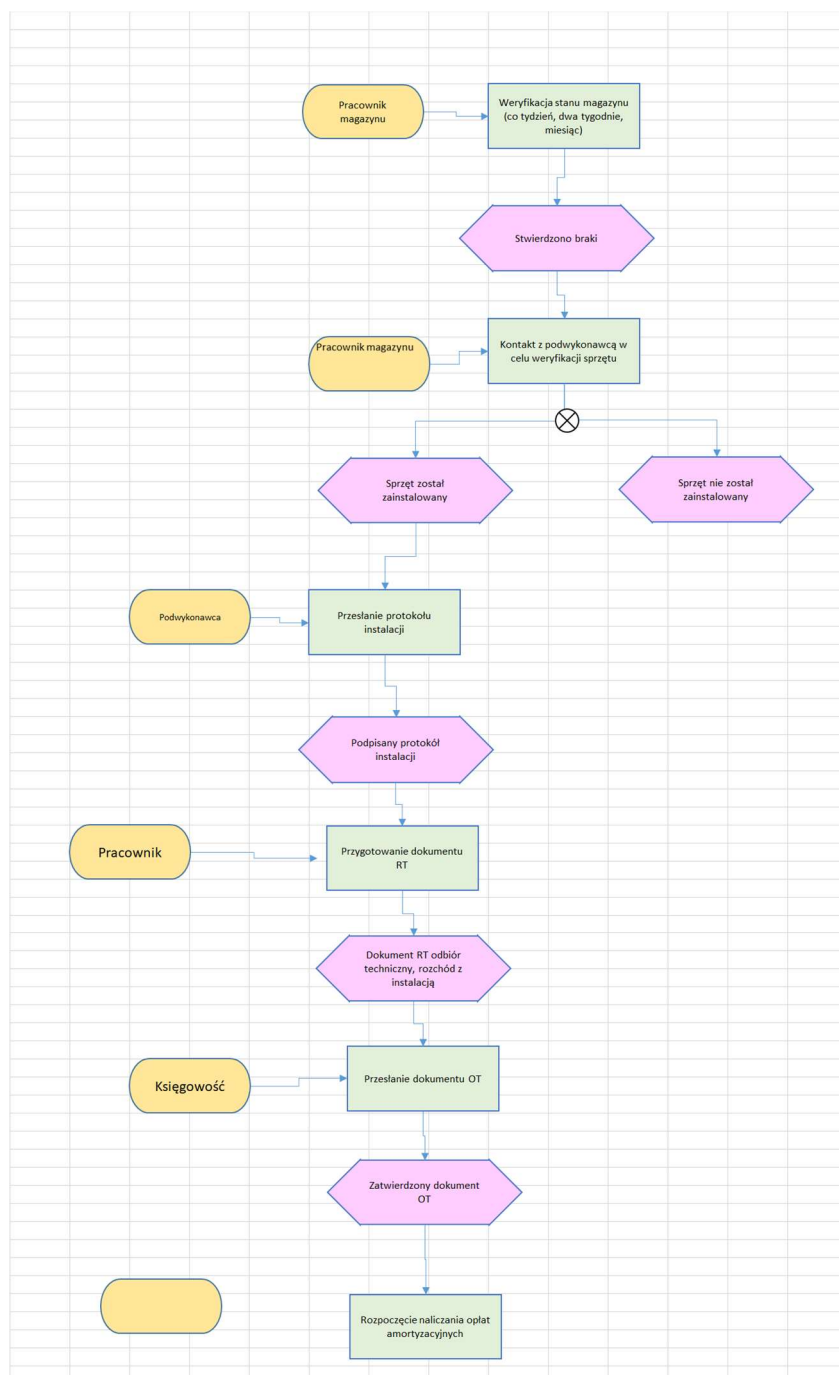 Pracownik
magazynu
Weryfikacja stanu magazynu
(co tydzień, dwa tygodnie,
miesiąc)
Stwierdzono braki
Pracownik magazynu
Kontakt z podwykonawcą w
celu weryfikacji sprzętu
Sprzęt został
zainstalowany
Sprzęt nie został
zainstalowany
Podwykonawca
Przesłanie protokołu
instalacji
Podpisany protokół
instalacji
Pracownik
Przygotowanie dokumentu
RT
Dokument RT odbiór
techniczny, rozchód z
instalacją
Księgowość
Przesłanie dokumentu OT
Zatwierdzony dokument
OT
Rozpoczęcie naliczania opłat
amortyzacyjnych